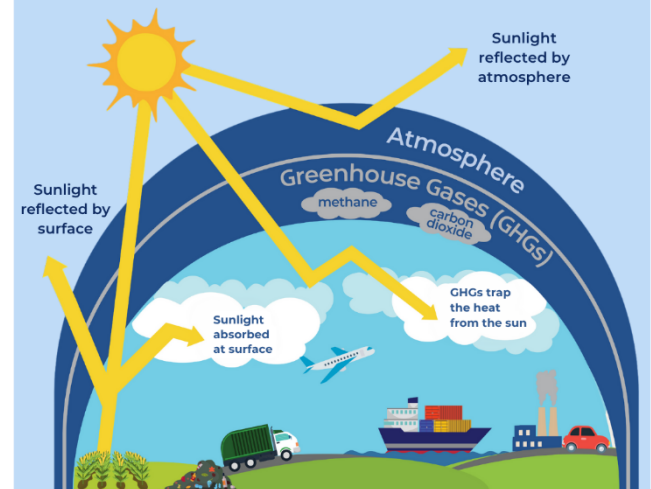 Sunlight
reflected by
atmosphere
Atmosphere
Greenhouse Gases (GHGs)
methane
carbon
dioxide
Sunlight
reflected by
surface
GHGs trap
the heat
from the sun
Sunlight
absorbed
at surface